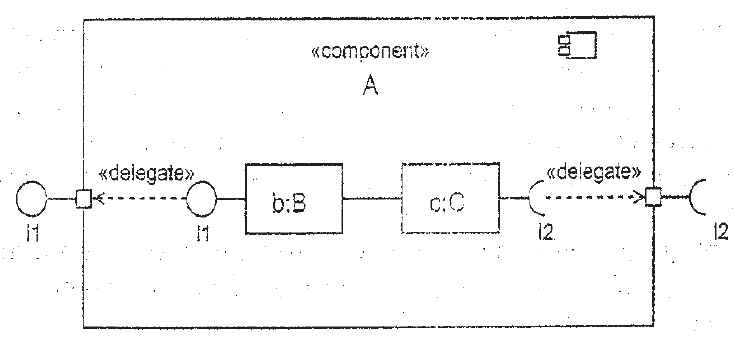 «component»
A
«delegate» «delegate»
b:B c:C
I1 I1 I2 I2